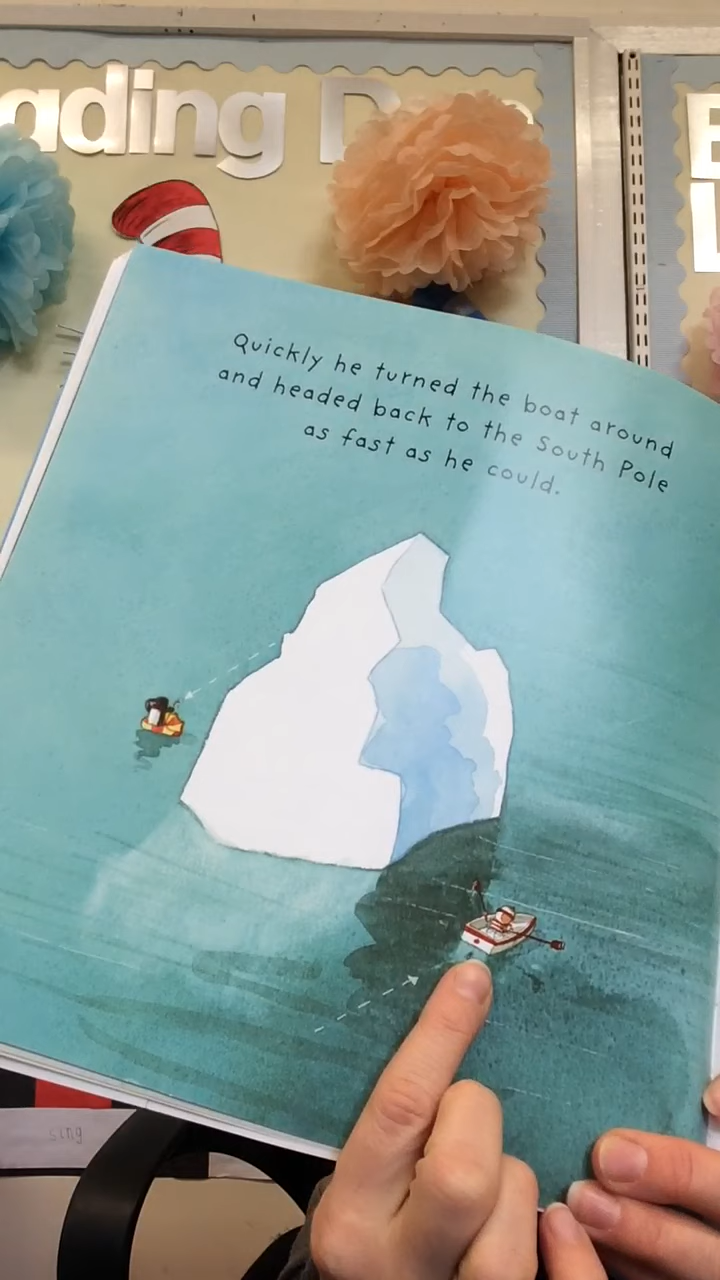 ading D
Quickly he turned the boat around
and headed back to the South Pole
as fast as he could.
sing